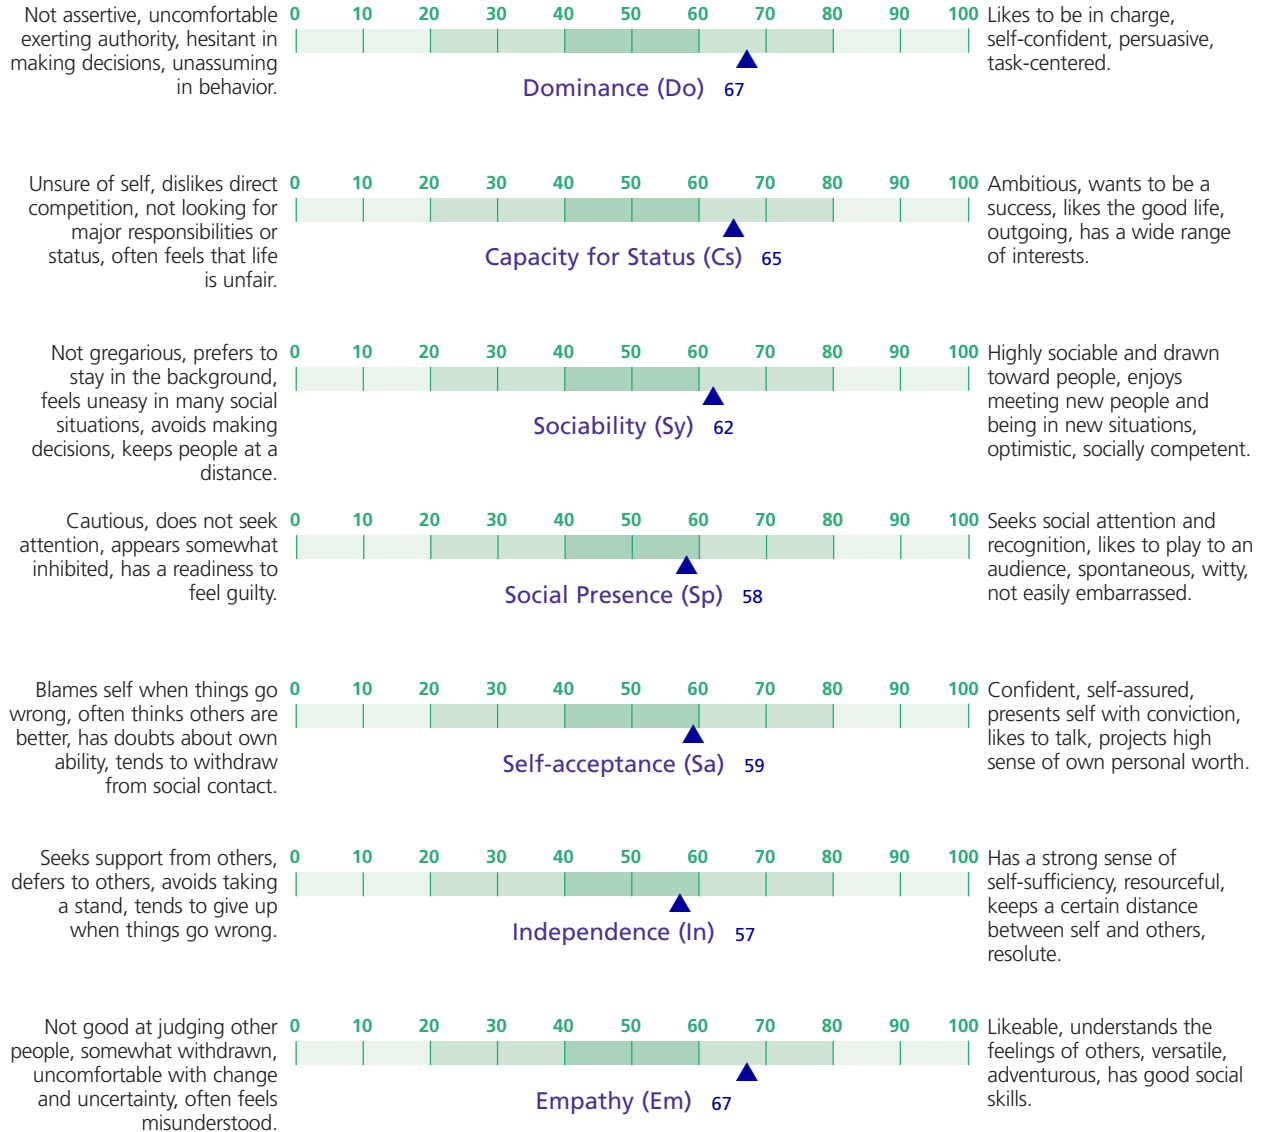 Not assertive, uncomfortable
exerting authority, hesitant in
making decisions, unassuming
in behavior.
0 10 20 30 40 50 60 70 80 90 100
Dominance (Do) 67
Likes to be in charge,
self-confident, persuasive,
task-centered.
Unsure of self, dislikes direct
competition, not looking for
major responsibilities or
status, often feels that life
is unfair.
0 10 20 30 40 50 60 70 80 90 100
Capacity for Status (Cs) 65
Ambitious, wants to be a
success, likes the good life,
outgoing, has a wide range
of interests.
Not gregarious, prefers to
stay in the background,
feels uneasy in many social
situations, avoids making
decisions, keeps people at a
distance.
0 10 20 30 40 50 60 70 80 90 100
Sociability (Sy) 62
Highly sociable and drawn
toward people, enjoys
meeting new people and
being in new situations,
optimistic, socially competent.
Cautious, does not seek
attention, appears somewhat
inhibited, has a readiness to
feel guilty.
0 10 20 30 40 50 60 70 80 90 100
Social Presence (Sp) 58
Seeks social attention and
recognition, likes to play to an
audience, spontaneous, witty,
not easily embarrassed.
Blames self when things go
wrong, often thinks others are
better, has doubts about own
ability, tends to withdraw
from social contact.
0 10 20 30 40 50 60 70 80 90 100
Self-acceptance (Sa) 59
Confident, self-assured,
presents self with conviction,
likes to talk, projects high
sense of own personal worth.
Seeks support from others,
defers to others, avoids taking
a stand, tends to give up
when things go wrong.
0 10 20 30 40 50 60 70 80 90 100
Independence (In) 57
Has a strong sense of
self-sufficiency, resourceful,
keeps a certain distance
between self and others,
resolute.
Not good at judging other
people, somewhat withdrawn,
uncomfortable with change
and uncertainty, often feels
misunderstood.
0 10 20 30 40 50 60 70 80 90 100
Empathy (Em) 67
Likeable, understands the
feelings of others, versatile,
adventurous, has good social
skills.